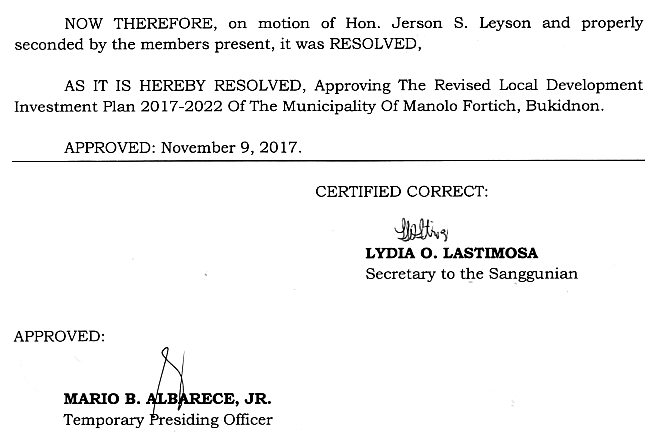 NOW THEREFORE, on motion of Hon. Jerson S. Leyson and properly
seconded by the members present, it was RESOLVED,
AS IT IS HEREBY RESOLVED, Approving The Revised Local Development
Investment Plan 2017-2022 Of The Municipality Of Manolo Fortich, Bukidnon.
APPROVED: November 9, 2017.
CERTIFIED CORRECT:
LYDIA O. LASTIMOSA
Secretary to the Sanggunian
APPROVED:
MARIO B. ALBARECE, JR.
Temporary Presiding Officer